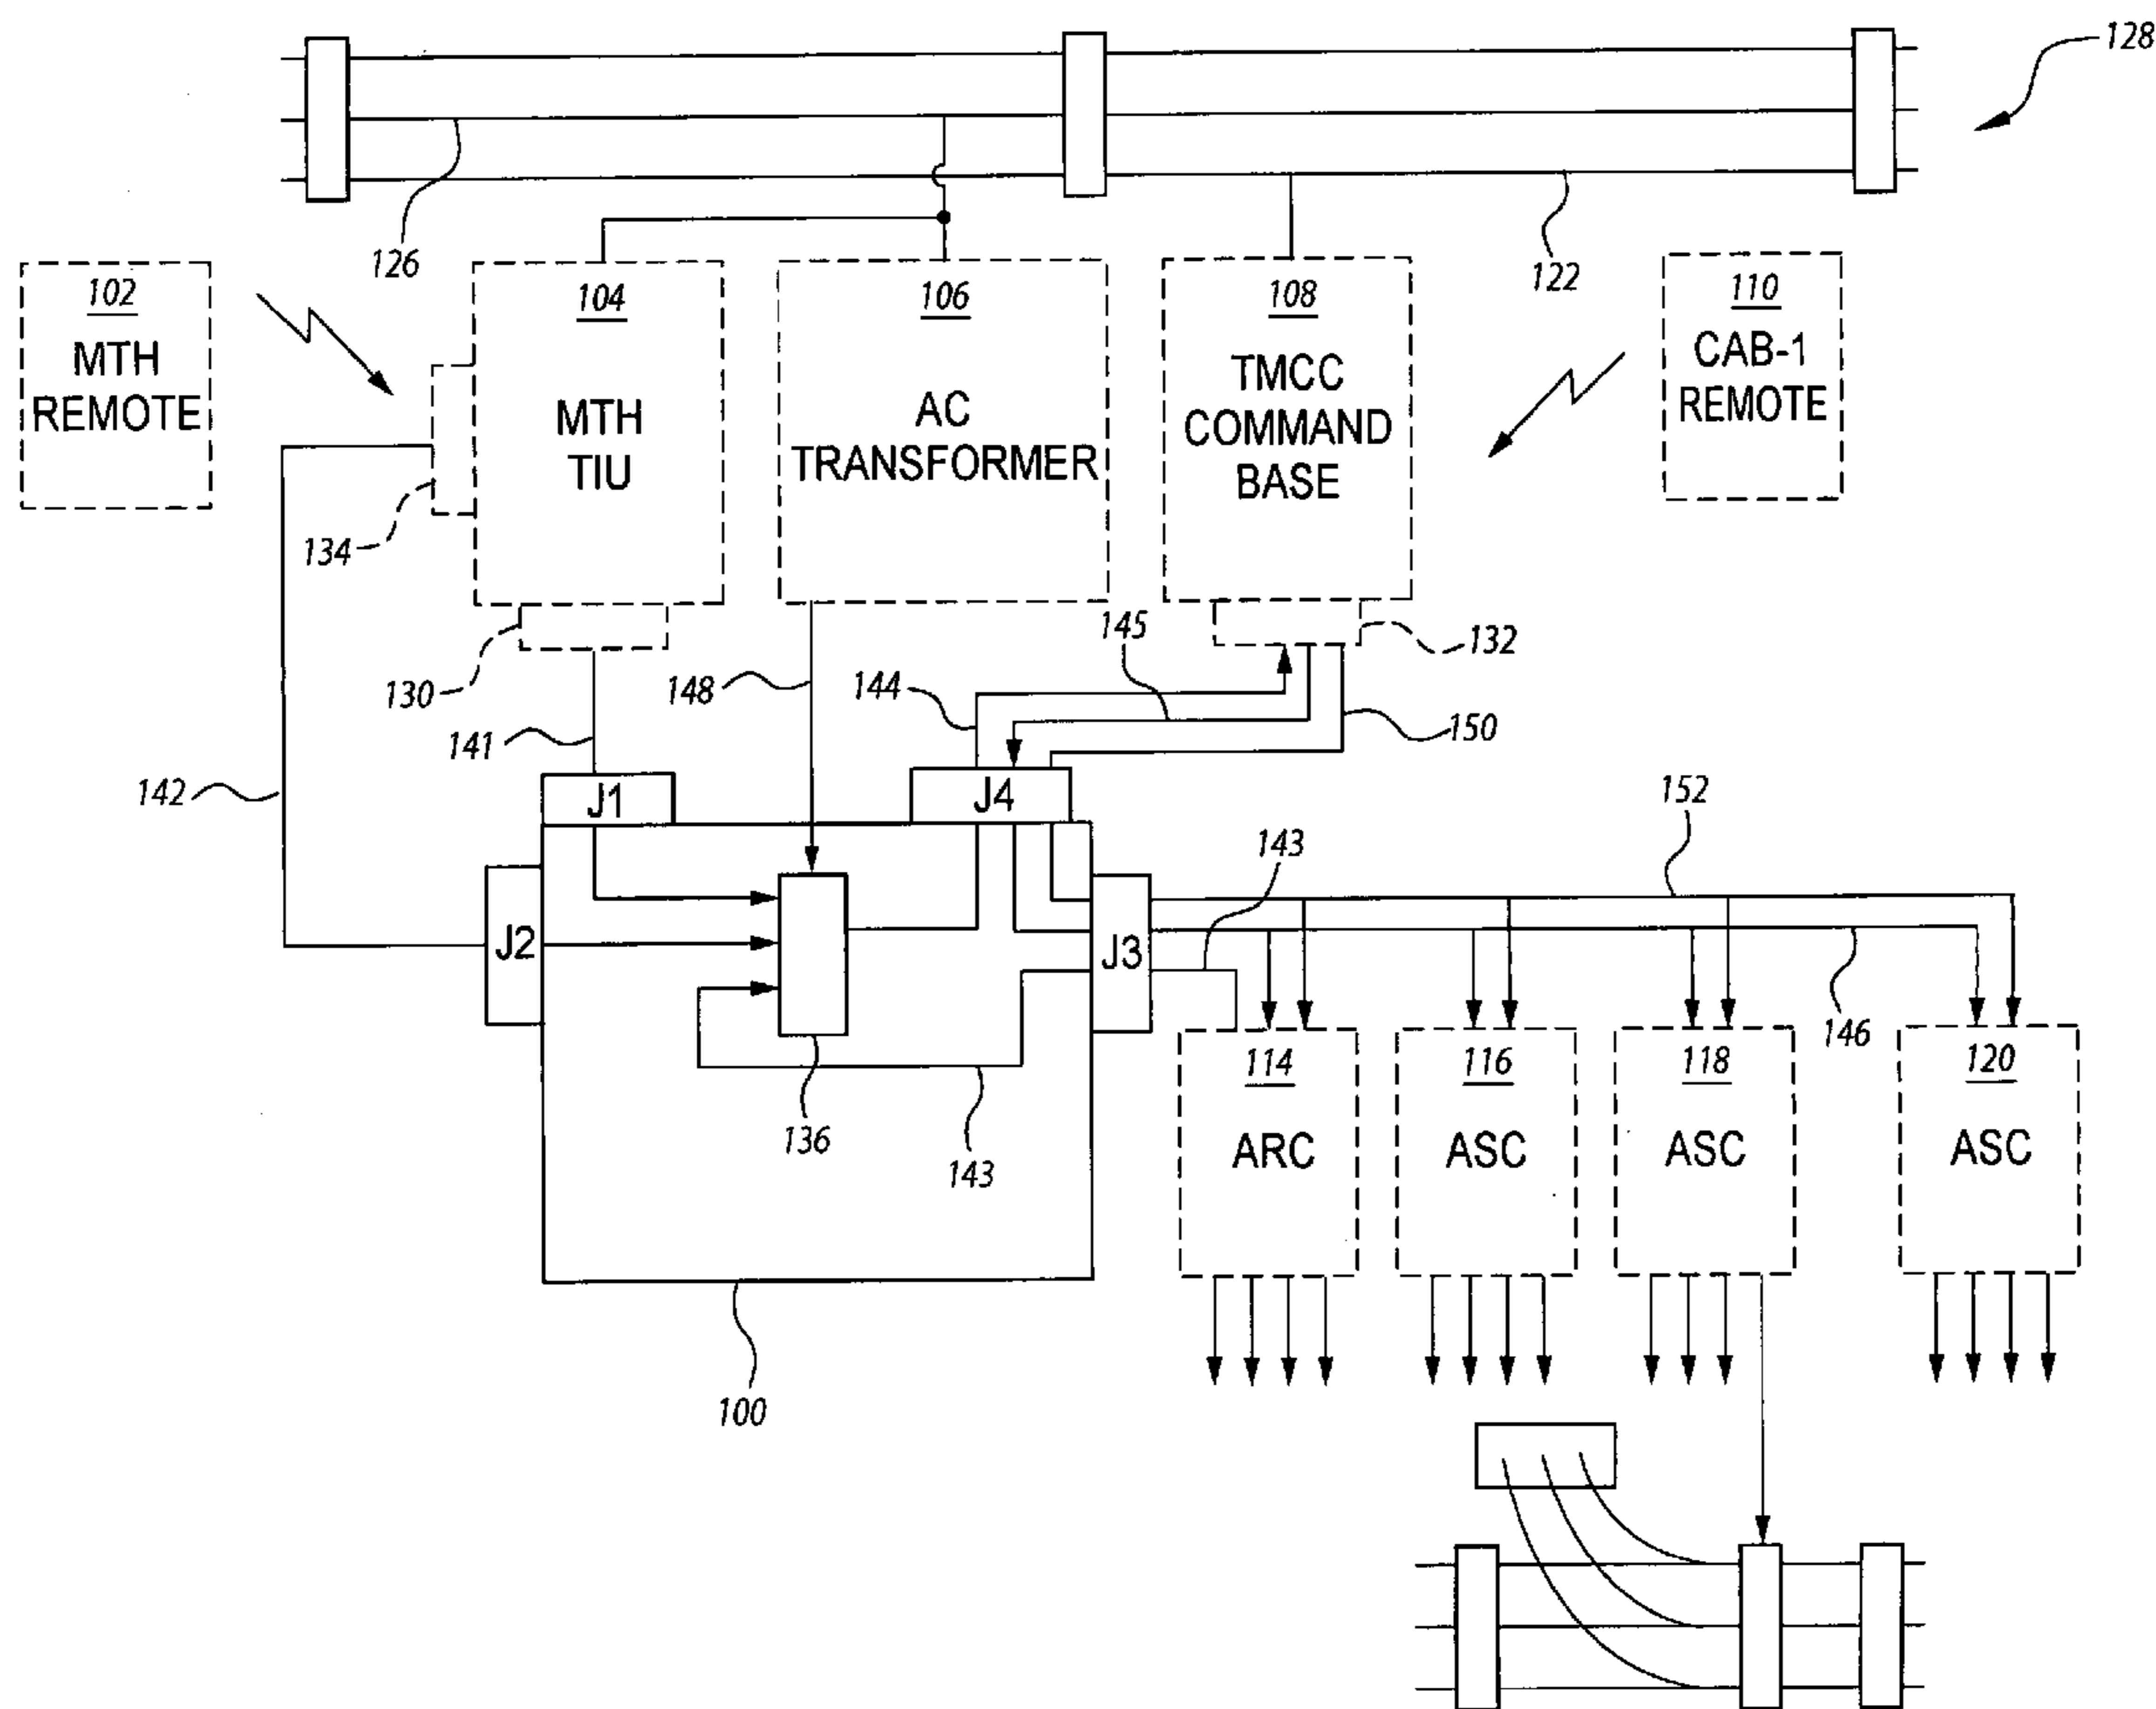 128
126
122
102
MTH
REMOTE
104
MTH
TIU
106
AC
TRANSFORMER
108
TMCC
COMMAND
BASE
110
CAB-1
REMOTE
134
130
132
145
148
144
150
141
142
J1
J4
152
143
J2
J3
146
136
143
114
ARC
116
ASC
118
ASC
120
ASC
100